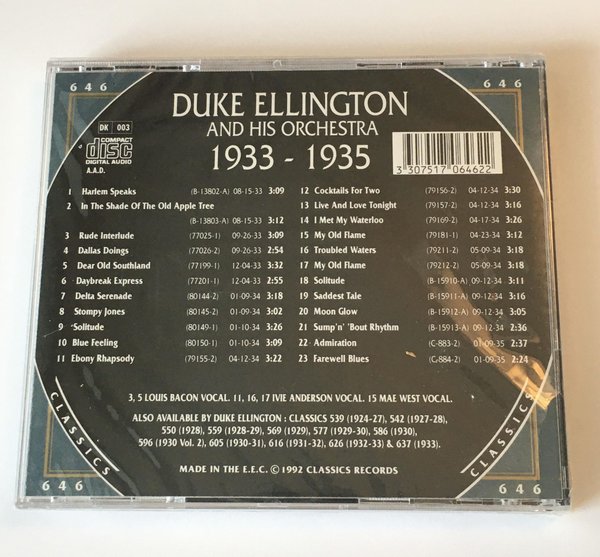 646
646
DUKE ELLINGTON
AND HIS ORCHESTRA
1933 - 1935
DK 003
COMPACT
disc
DIGITAL AUDIO
A.A.D.
3 307517 064622
1 Harlem Speaks (B-13802-A) 08-15-33 3:09
2 In The Shade Of The Old Apple Tree
(B-13803-A) 08-15-33 3:12
3 Rude Interlude (77025-1) 09-26-33 3:09
4 Dallas Doings (77026-2) 09-26-33 2:54
5 Dear Old Southland (77199-1) 12-04-33 3:32
6 Daybreak Express (77201-1) 12-04-33 2:55
7 Delta Serenade (80144-2) 01-09-34 3:18
8 Stompy Jones (80145-2) 01-09-34 3:02
9 Solitude (80149-1) 01-10-34 3:26
10 Blue Feeling (80150-1) 01-10-34 3:09
11 Ebony Rhapsody (79155-2) 04-12-34 3:22
12 Cocktails For Two (79156-2) 04-12-34 3:30
13 Live And Love Tonight (79157-2) 04-12-34 3:16
14 I Met My Waterloo (79169-2) 04-17-34 3:26
15 My Old Flame (79181-1) 04-23-34 3:12
16 Troubled Waters (79211-2) 05-09-34 3:18
17 My Old Flame (79212-2) 05-09-34 3:18
18 Solitude (B-15910-A) 09-12-34 3:11
19 Saddest Tale (B-15911-A) 09-12-34 3:16
20 Moon Glow (B-15912-A) 09-12-34 3:05
21 Sump'n' 'Bout Rhythm (B-15913-A) 09-12-34 2:36
22 Admiration (C-883-2) 01-09-35 2:37
23 Farewell Blues (C-884-2) 01-09-35 2:24
3, 5 LOUIS BACON VOCAL. 11, 16, 17 IVIE ANDERSON VOCAL. 15 MAE WEST VOCAL.
ALSO AVAILABLE BY DUKE ELLINGTON : CLASSICS 539 (1924-27), 542 (1927-28),
550 (1928), 559 (1928-29), 569 (1929), 577 (1929-30), 586 (1930),
596 (1930 Vol. 2), 605 (1930-31), 616 (1931-32), 626 (1932-33) & 637 (1933).
MADE IN THE E.E.C. © 1992 CLASSICS RECORDS
CLASSICS
CLASSICS
646
646